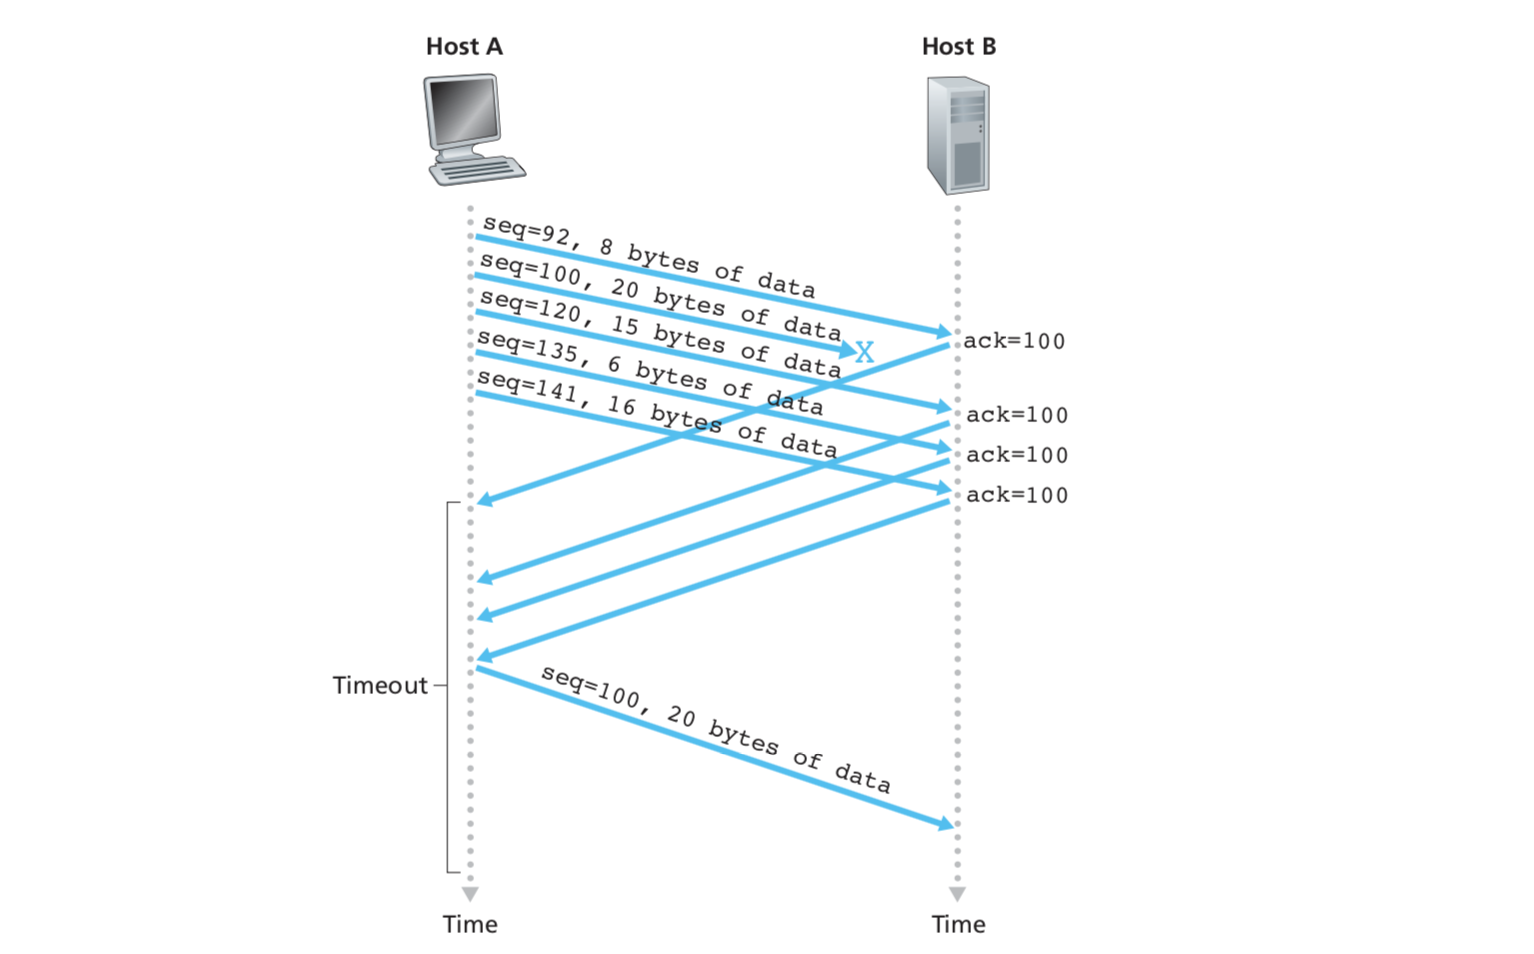 Host A
Host B
seq=92, 8 bytes of data
seq=100, 20 bytes of data
X
seq=120, 15 bytes of data
seq=135, 6 bytes of data
seq=141, 16 bytes of data
ack=100
ack=100
ack=100
ack=100
Timeout
seq=100, 20 bytes of data
Time
Time